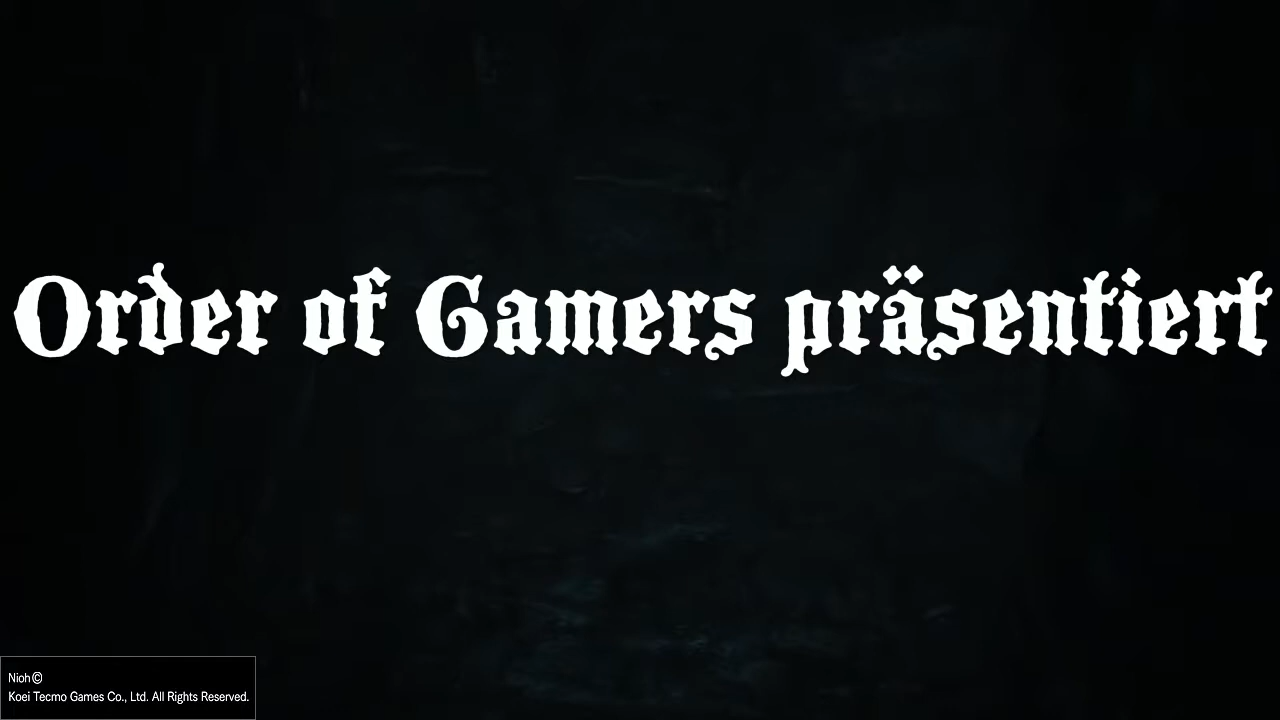 Order of Gamers präsentiert
Nioh©
Koei Tecmo Games Co., Ltd. All Rights Reserved.